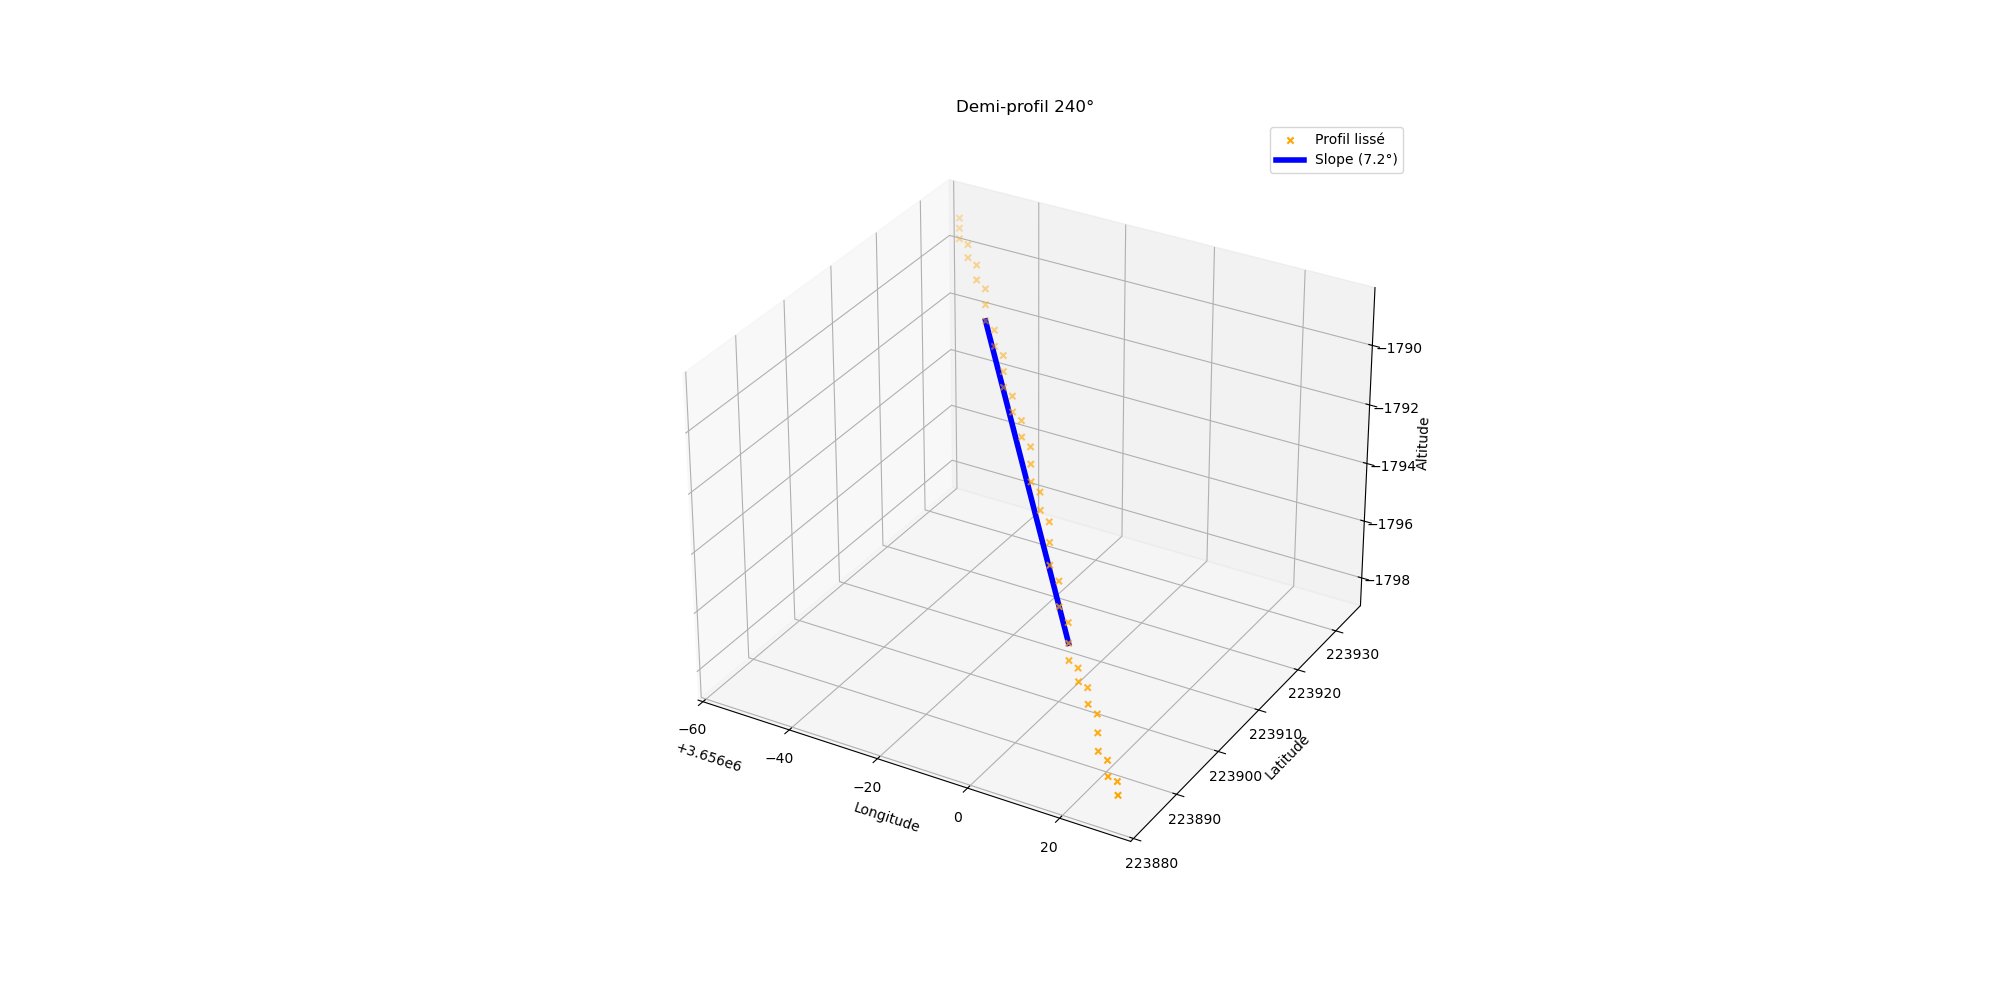 Demi-profil 240°
Profil lissé
Slope (7.2°)
−1790
−1792
−1794
−1796
−1798
Altitude
223930
223920
223910
223900
223890
223880
Latitude
−60
−40
−20
0
20
+3.656e6
Longitude